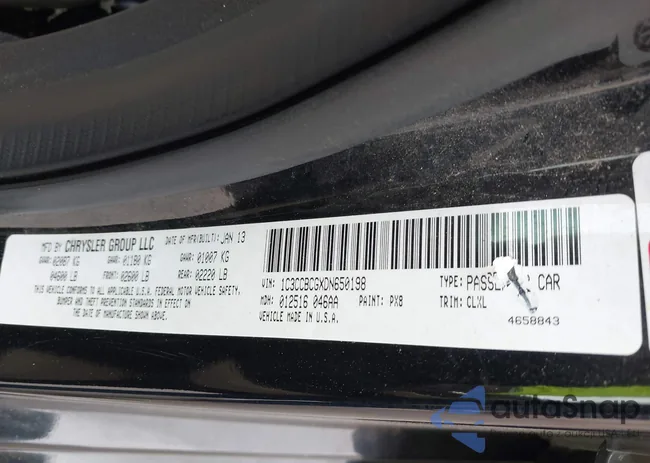 MFD BY CHRYSLER GROUP LLC DATE OF MFR(BUILT): JAN 13
GVWR: 02087 KG GAWR: 01180 KG GAWR: 01007 KG
04600 LB FRONT: 02600 LB REAR: 02220 LB
THIS VEHICLE CONFORMS TO ALL APPLICABLE U.S.A. MOTOR VEHICLE SAFETY,
BUMPER AND THEFT PREVENTION STANDARDS IN EFFECT ON
THE DATE OF MANUFACTURE SHOWN ABOVE.
VIN: 1C3CCBCGXDN650198 TYPE: CAR
MDH: 012516 046AA PAINT: PX8 TRIM: CLXL
VEHICLE MADE IN U.S.A. 4658843
autoSnap